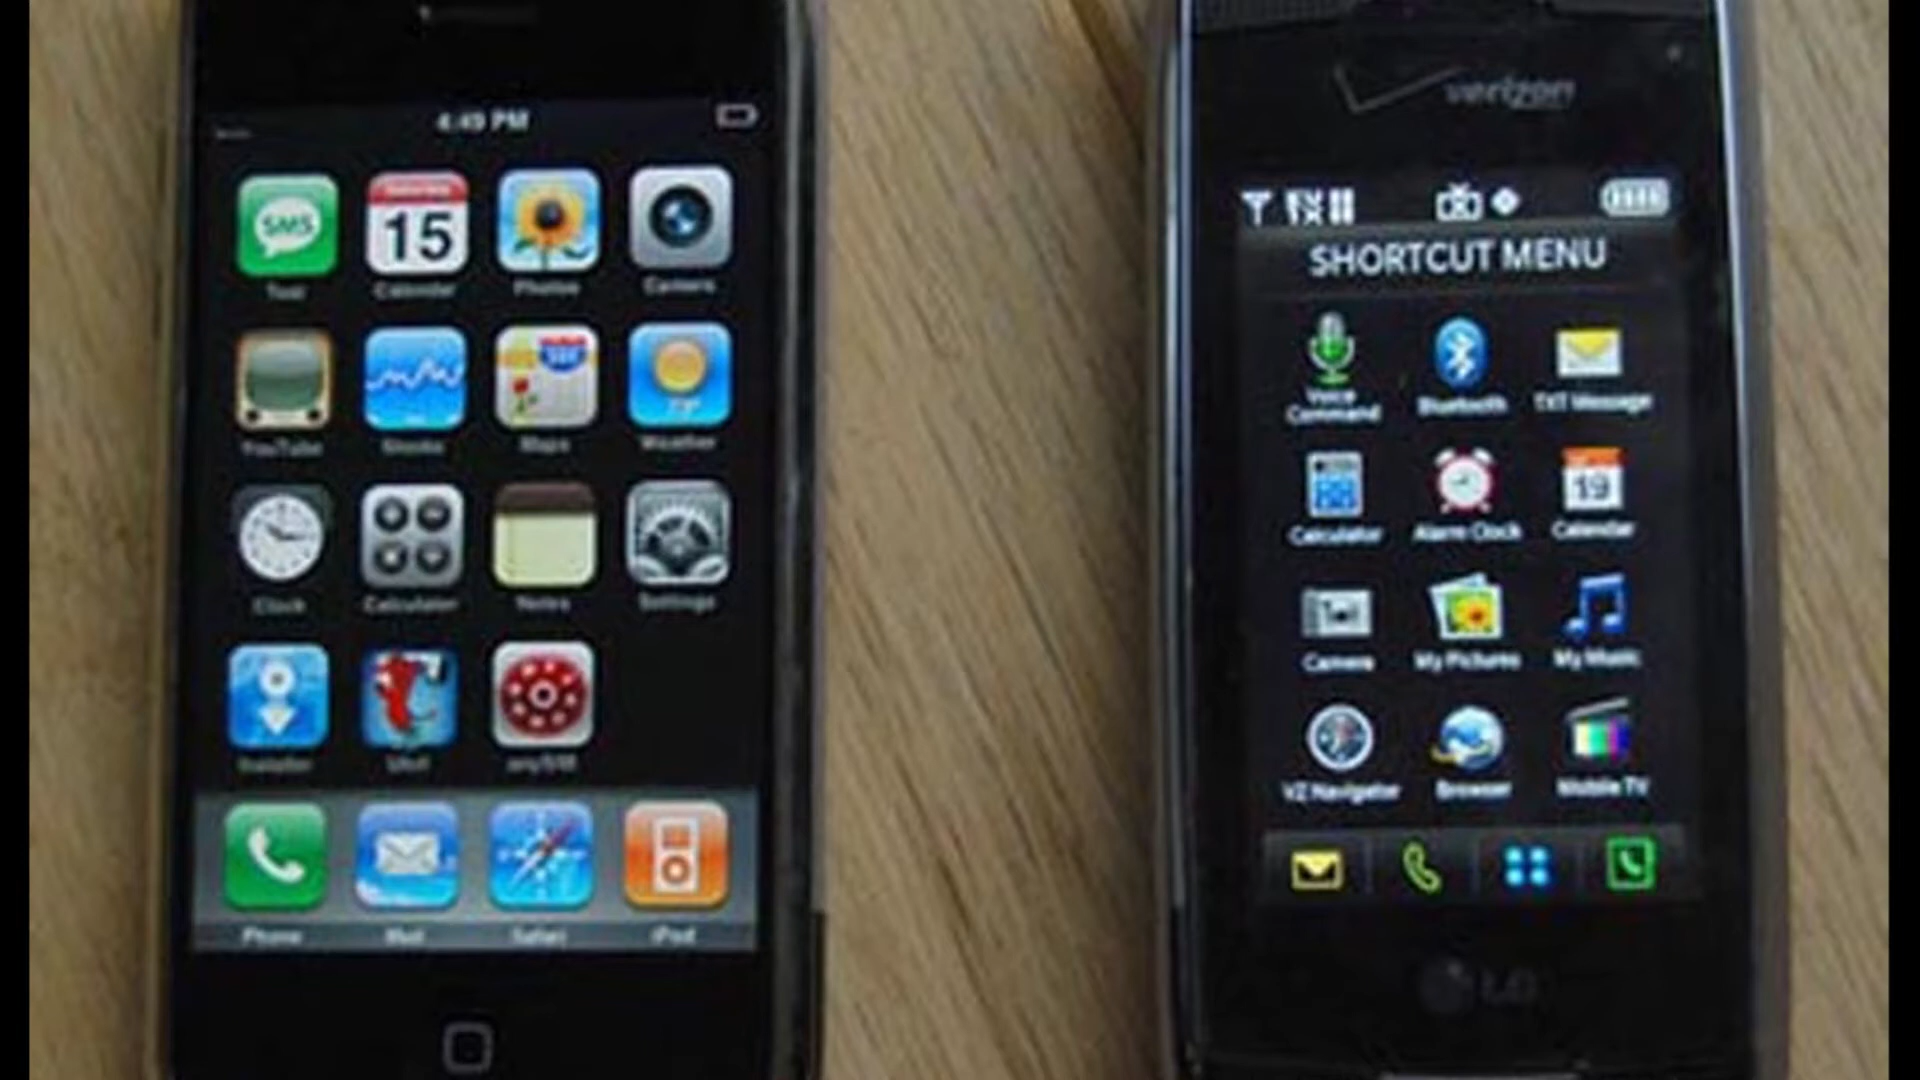 4:49 PM
SMS
15
Text
Calendar
Photos
Camera
YouTube
Stocks
Maps
Weather
Clock
Calculator
Notes
Settings
Installer
anySIM
Phone
Mail
Safari
iPod
verizon
EV
1X
SHORTCUT MENU
Voice
Command
Bluetooth
TXT Message
19
Calculator
Alarm Clock
Calendar
Camera
My Pictures
My Music
VZ Navigator
Browser
Mobile TV
LG